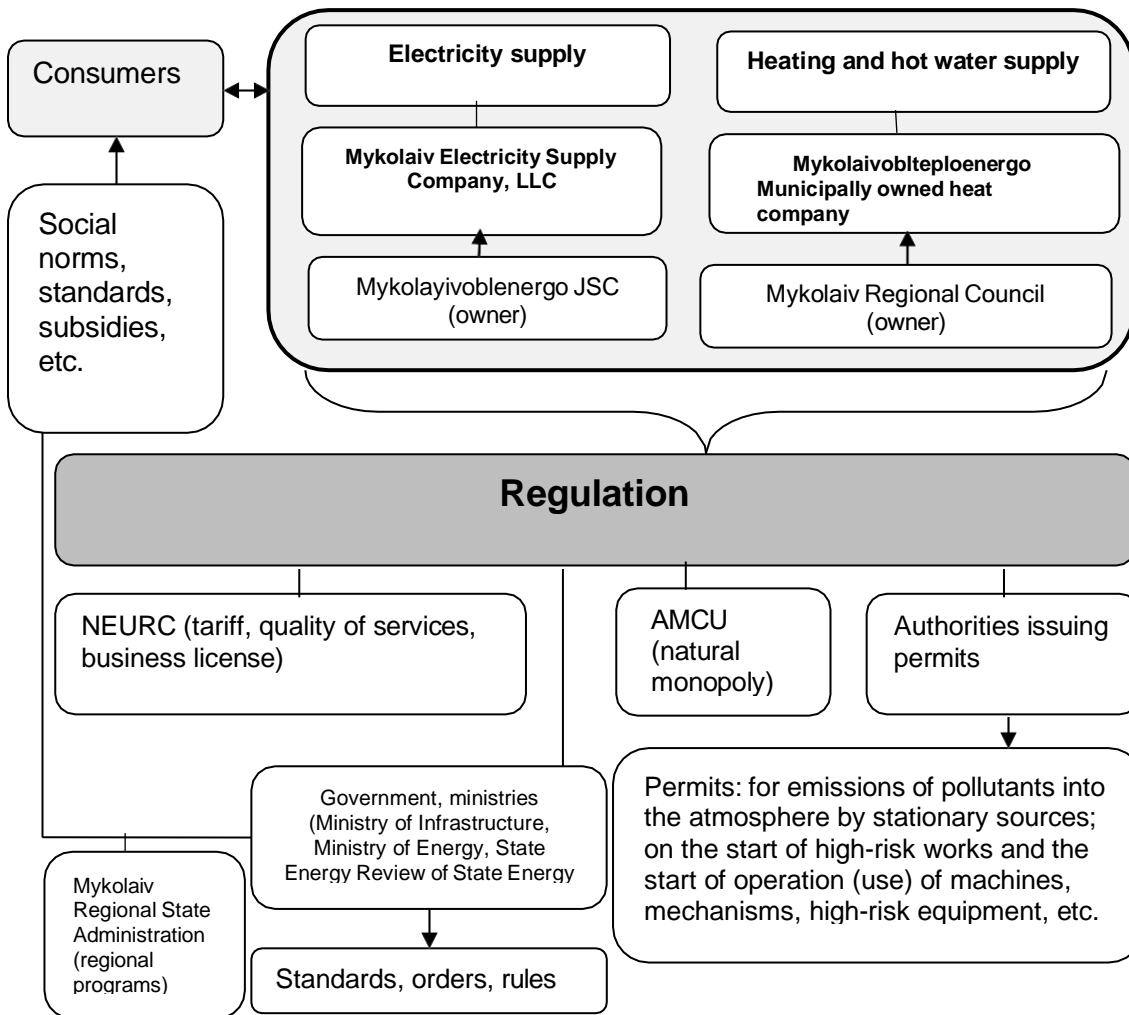 Consumers
Electricity supply
Heating and hot water supply
Mykolaiv Electricity Supply
Company, LLC
Mykolaivoblteploenergo
Municipally owned heat
company
Social
norms,
standards,
subsidies,
etc.
Mykolayivoblenergo JSC
(owner)
Mykolaiv Regional Council
(owner)
Regulation
NEURC (tariff, quality of services,
business license)
AMCU
(natural
monopoly)
Authorities issuing
permits
Government, ministries
(Ministry of Infrastructure,
Ministry of Energy, State
Energy Review of State Energy
Permits: for emissions of pollutants into
the atmosphere by stationary sources;
on the start of high-risk works and the
start of operation (use) of machines,
mechanisms, high-risk equipment, etc.
Mykolaiv
Regional State
Administration
(regional
programs)
Standards, orders, rules